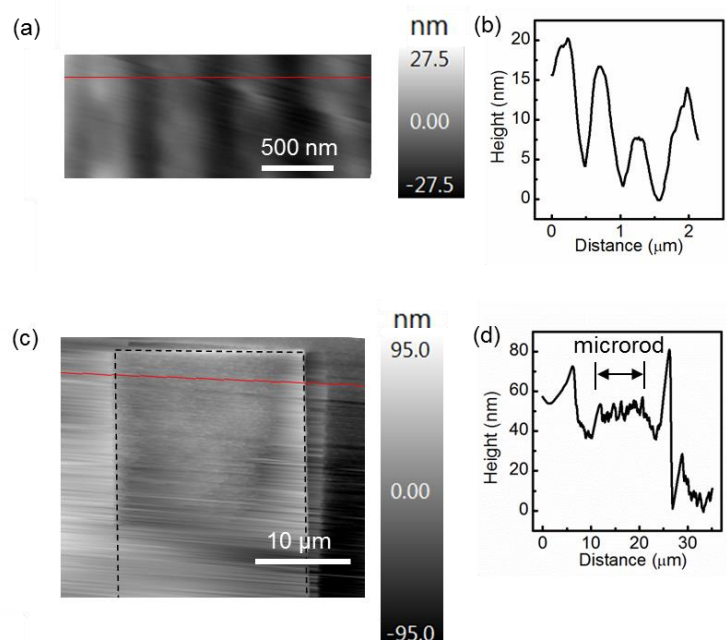 (a)
500 nm
nm
27.5
0.00
-27.5
(b)
Height (nm)
20
15
10
5
0
0
1
2
Distance (μm)
(c)
10 μm
nm
95.0
0.00
-95.0
(d)
microrod
Height (nm)
80
60
40
20
0
0
10
20
30
Distance (μm)